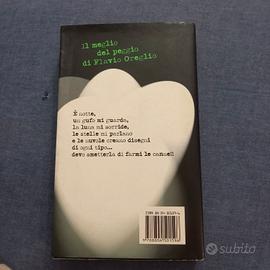 Il meglio
del peggio
di Flavio Oreglio
È notte,
un gufo mi guarda,
la luna mi sorride,
le stelle mi parlano
e le nuvole creano disegni
di ogni tipo...
devo smetterla di farmi le canne!!
subito